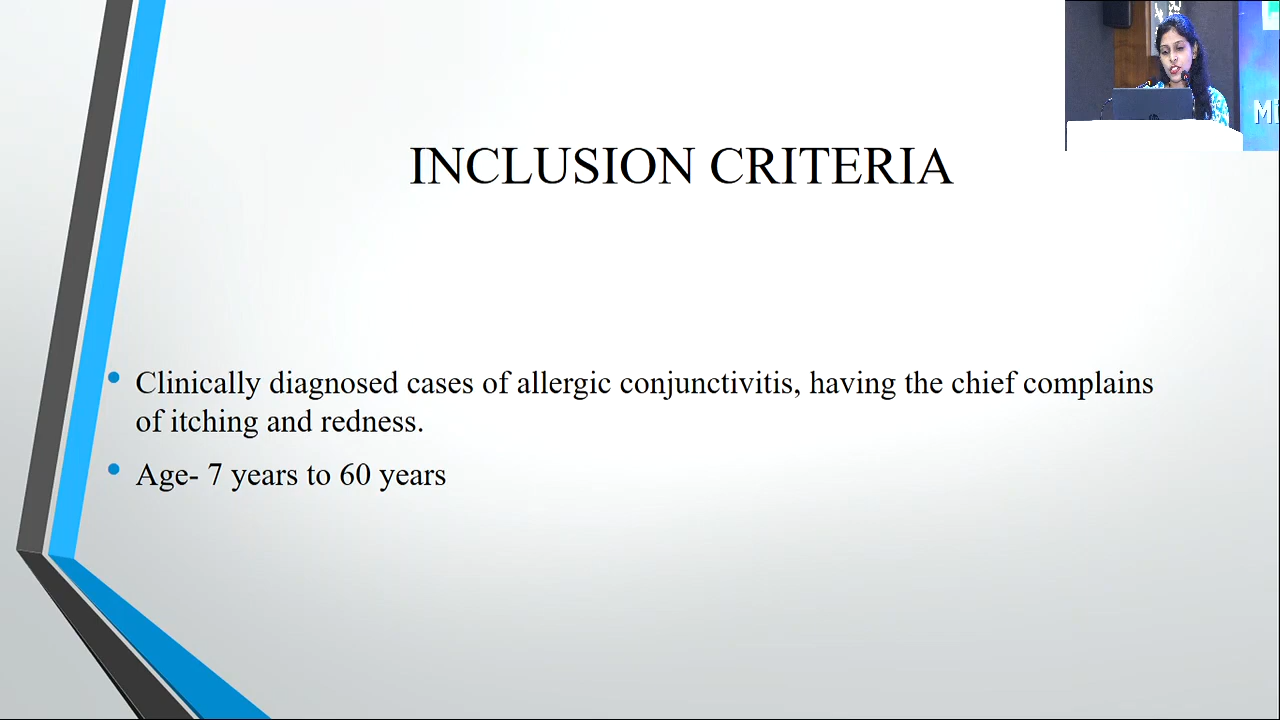 INCLUSION CRITERIA
• Clinically diagnosed cases of allergic conjunctivitis, having the chief complains
of itching and redness.
• Age- 7 years to 60 years